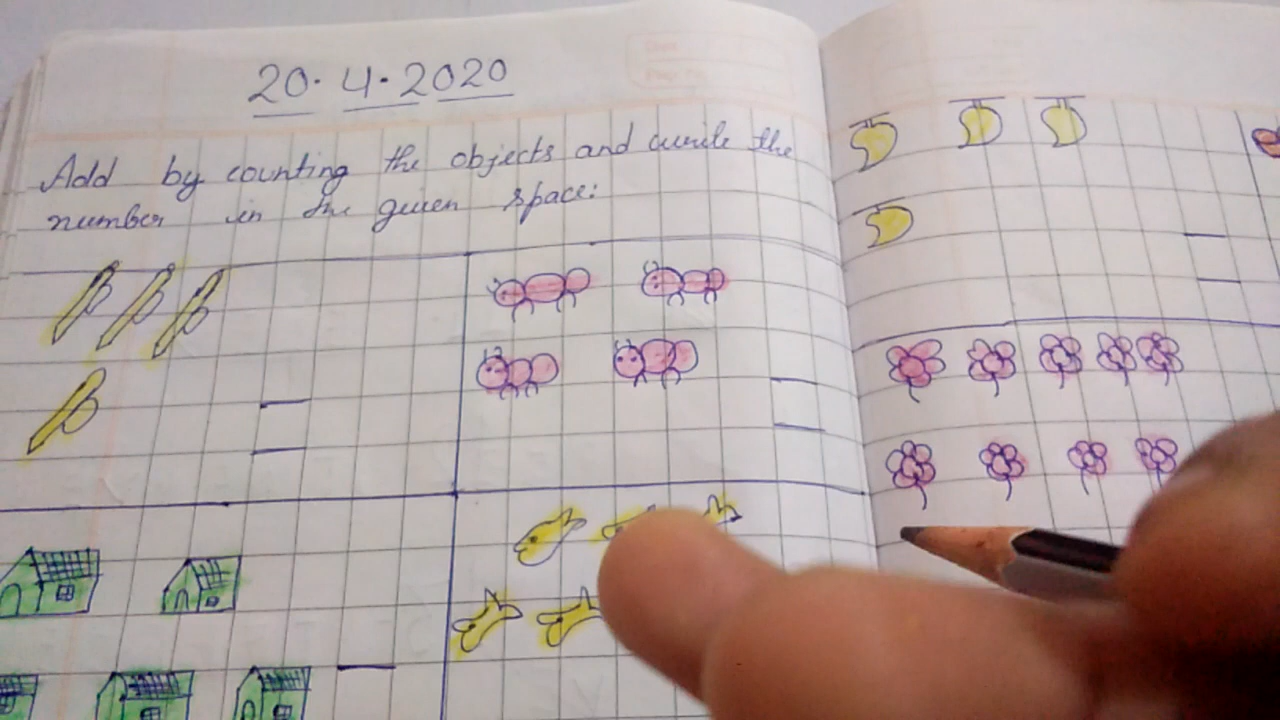 20.4.2020
Add by counting the objects and write the
number in the given space: